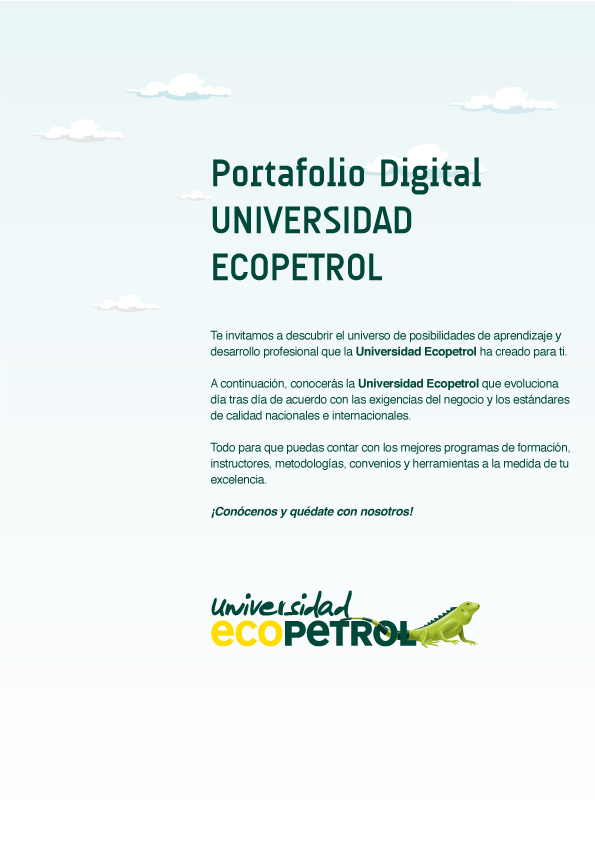 Portafolio Digital
UNIVERSIDAD
ECOPETROL
Te invitamos a descubrir el universo de posibilidades de aprendizaje y
desarrollo profesional que la Universidad Ecopetrol ha creado para ti.
A continuación, conocerás la Universidad Ecopetrol que evoluciona
día tras día de acuerdo con las exigencias del negocio y los estándares
de calidad nacionales e internacionales.
Todo para que puedas contar con los mejores programas de formación,
instructores, metodologías, convenios y herramientas a la medida de tu
excelencia.
¡Conócenos y quédate con nosotros!
universidad
ecopetrol